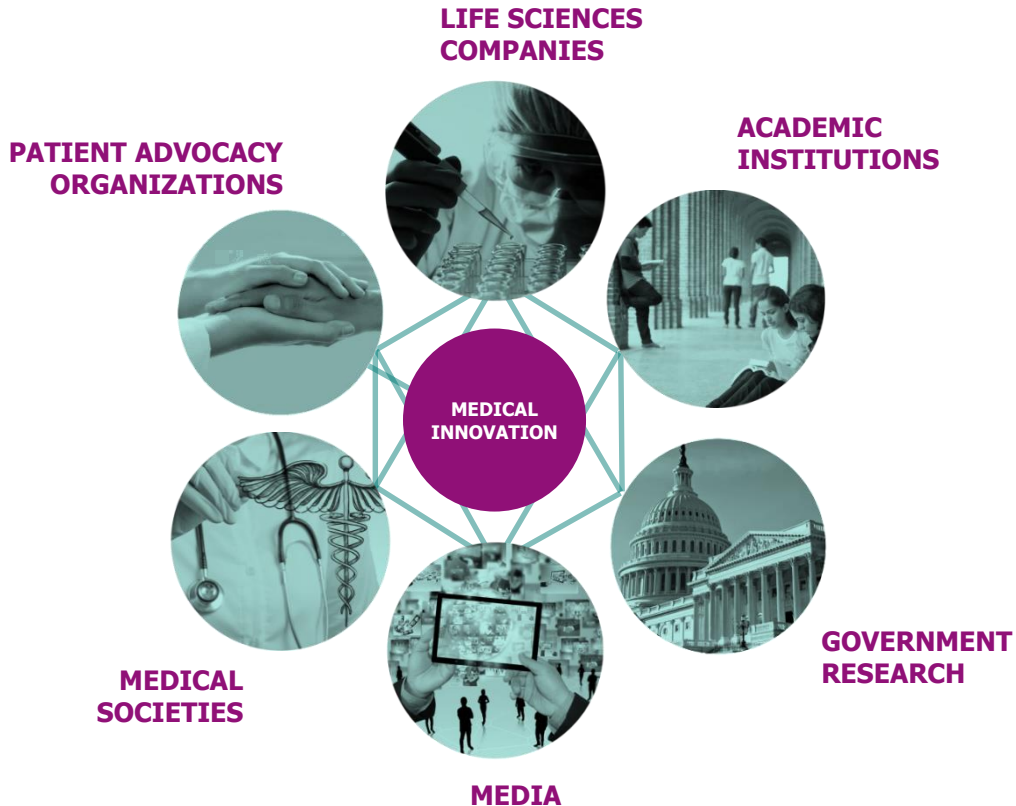 LIFE SCIENCES
COMPANIES
PATIENT ADVOCACY
ORGANIZATIONS
ACADEMIC
INSTITUTIONS
MEDICAL
INNOVATION
GOVERNMENT
RESEARCH
MEDICAL
SOCIETIES
MEDIA